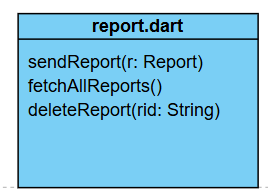 report.dart
sendReport(r: Report)
fetchAllReports()
deleteReport(rid: String)